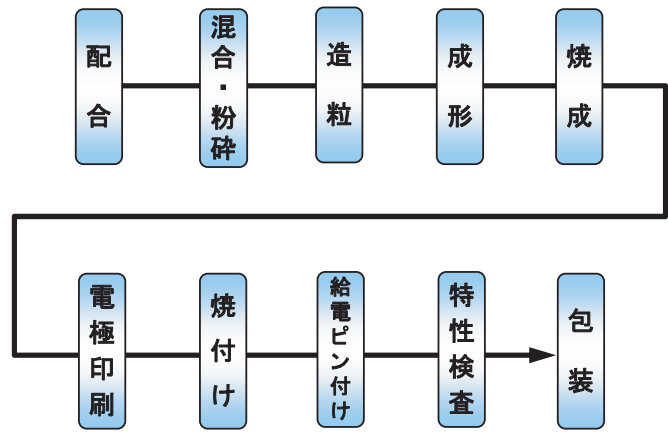 配合
混合・粉砕
造粒
成形
焼成
電極印刷
焼付け
給電ピン付け
特性検査
包装